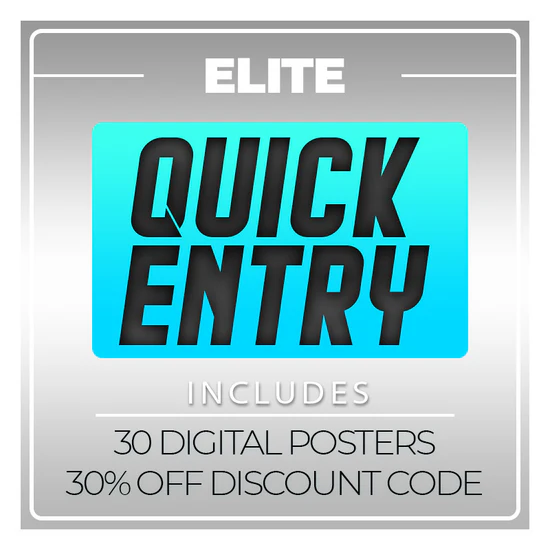 ELITE
QUICK
ENTRY
INCLUDES
30 DIGITAL POSTERS
30% OFF DISCOUNT CODE